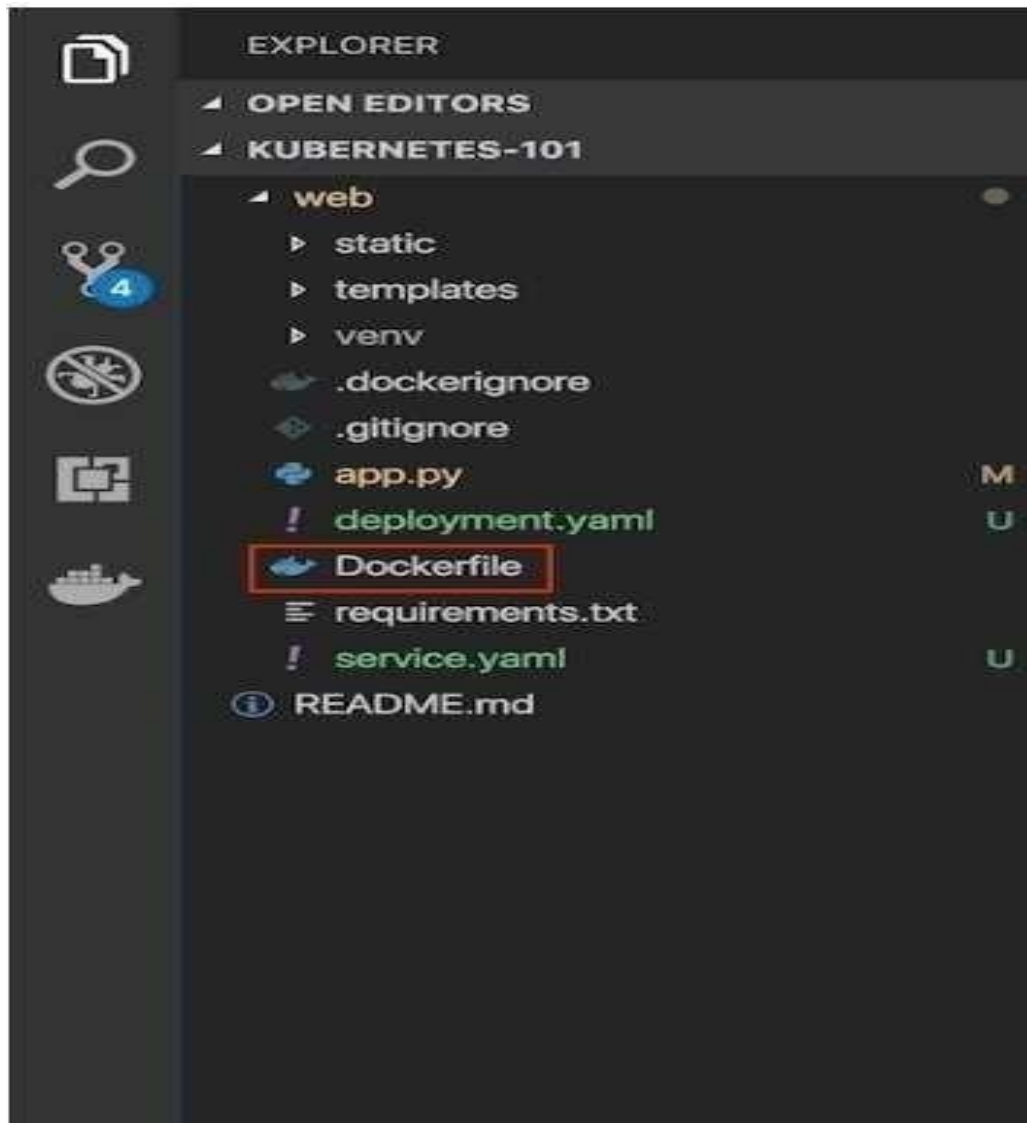 EXPLORER
OPEN EDITORS
KUBERNETES-101
web
static
templates
venv
.dockerignore
.gitignore
app.py M
deployment.yaml U
Dockerfile
requirements.txt
service.yaml U
README.md
4